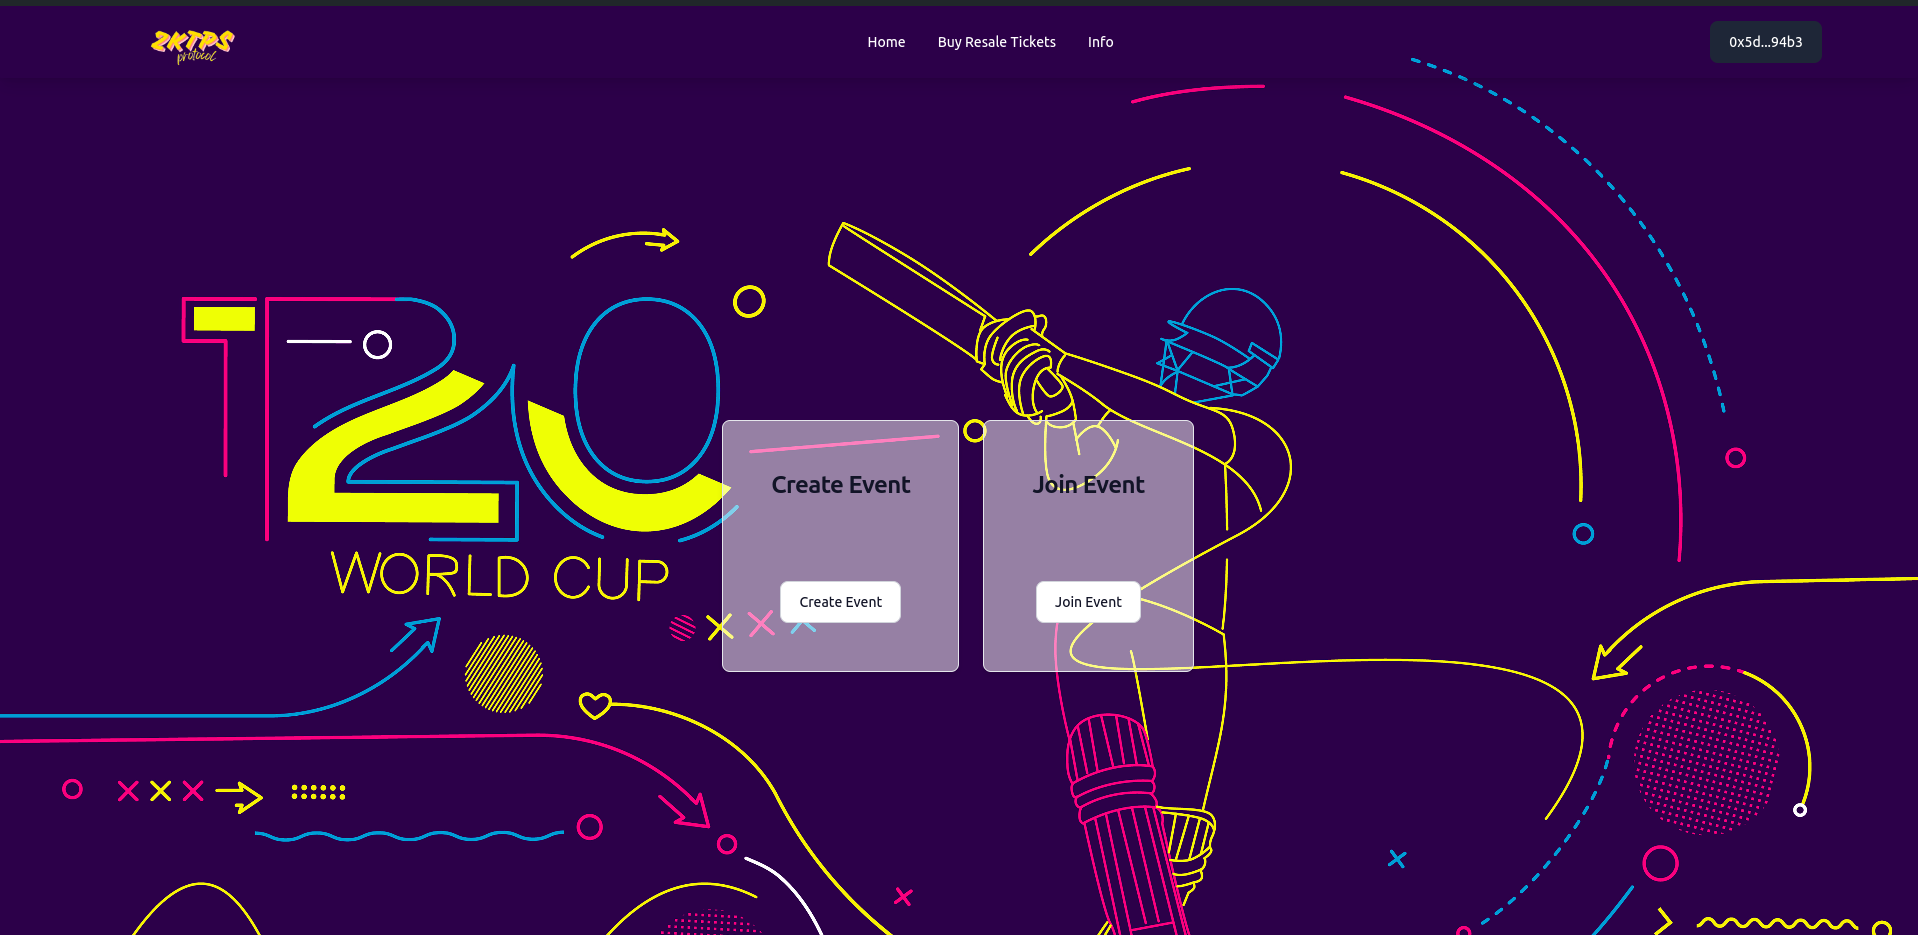 ZKTPS
protocol
Home
Buy Resale Tickets
Info
0x5d...94b3
T20
WORLD CUP
Create Event
Join Event
Create Event
Join Event